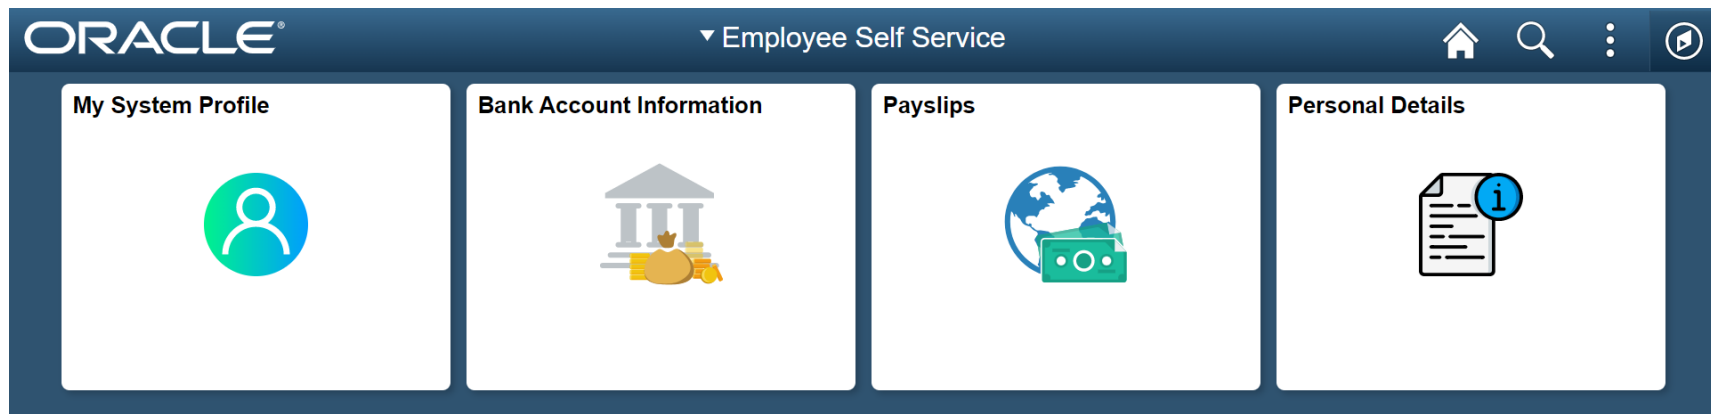 ORACLE®
Employee Self Service
My System Profile
Bank Account Information
Payslips
Personal Details